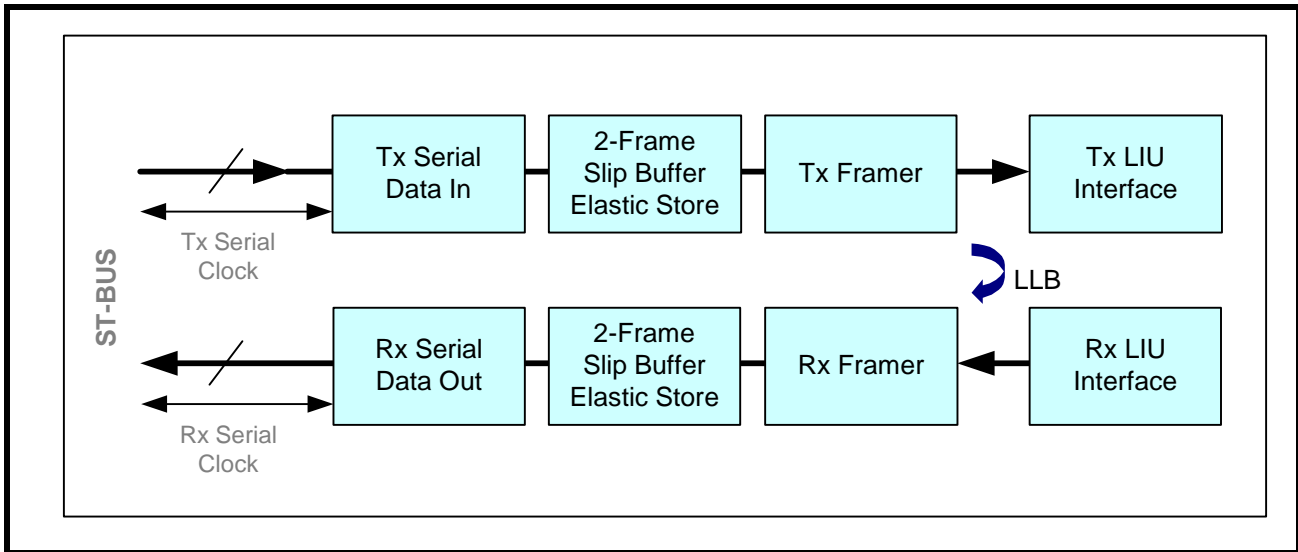 Tx Serial
Data In
2-Frame
Slip Buffer
Elastic Store
Tx Framer
Tx LIU
Interface
Tx Serial
Clock
ST-BUS
LLB
Rx Serial
Data Out
2-Frame
Slip Buffer
Elastic Store
Rx Framer
Rx LIU
Interface
Rx Serial
Clock